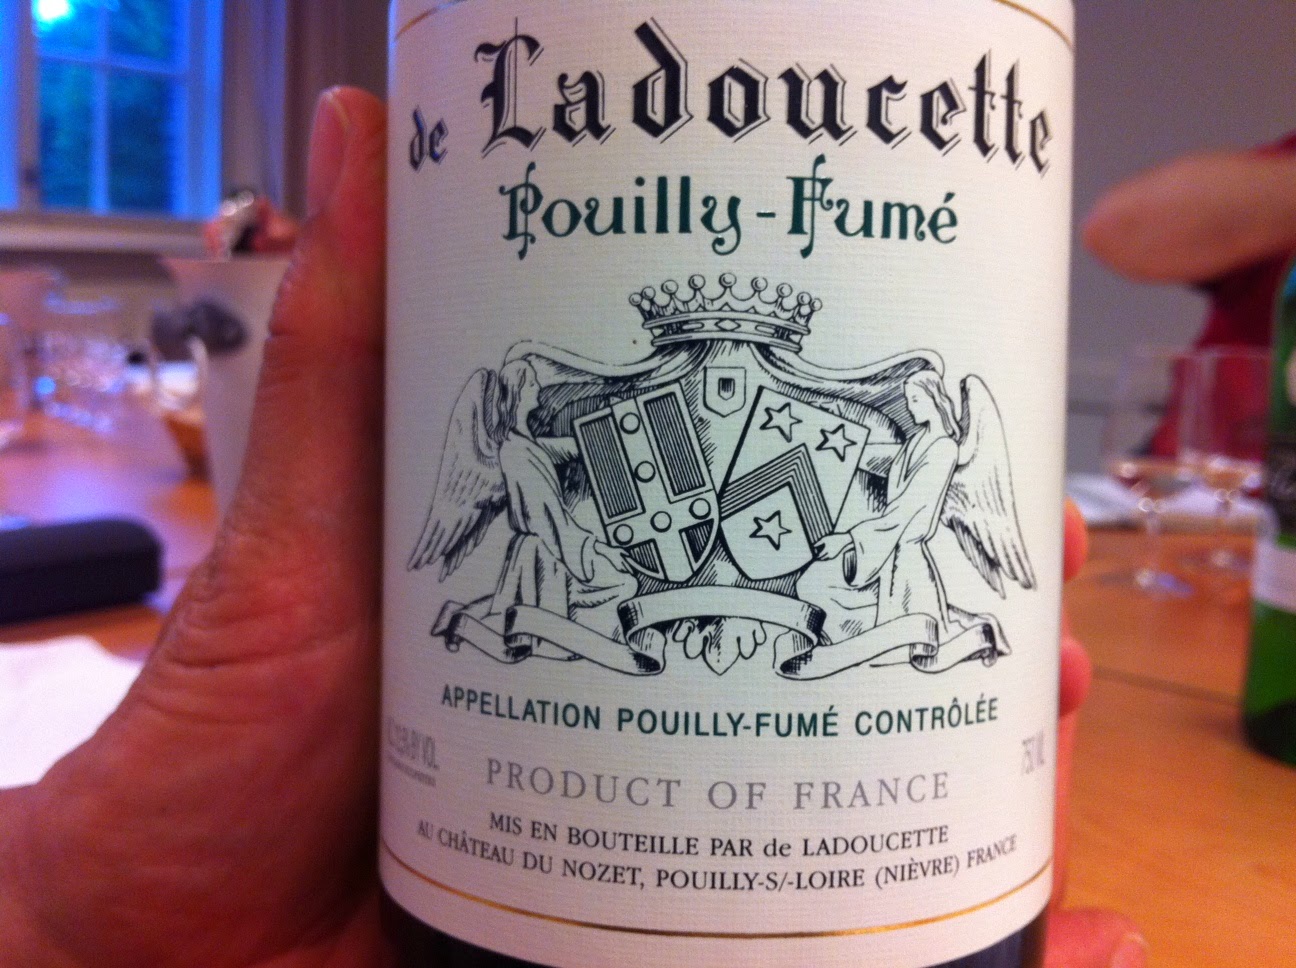 de Ladoucette
Pouilly-Fumé
APPELLATION POUILLY-FUMÉ CONTRÔLÉE
PRODUCT OF FRANCE
MIS EN BOUTEILLE PAR de LADOUCETTE
AU CHÂTEAU DU NOZET, POUILLY-S/-LOIRE (NIÈVRE) FRANCE